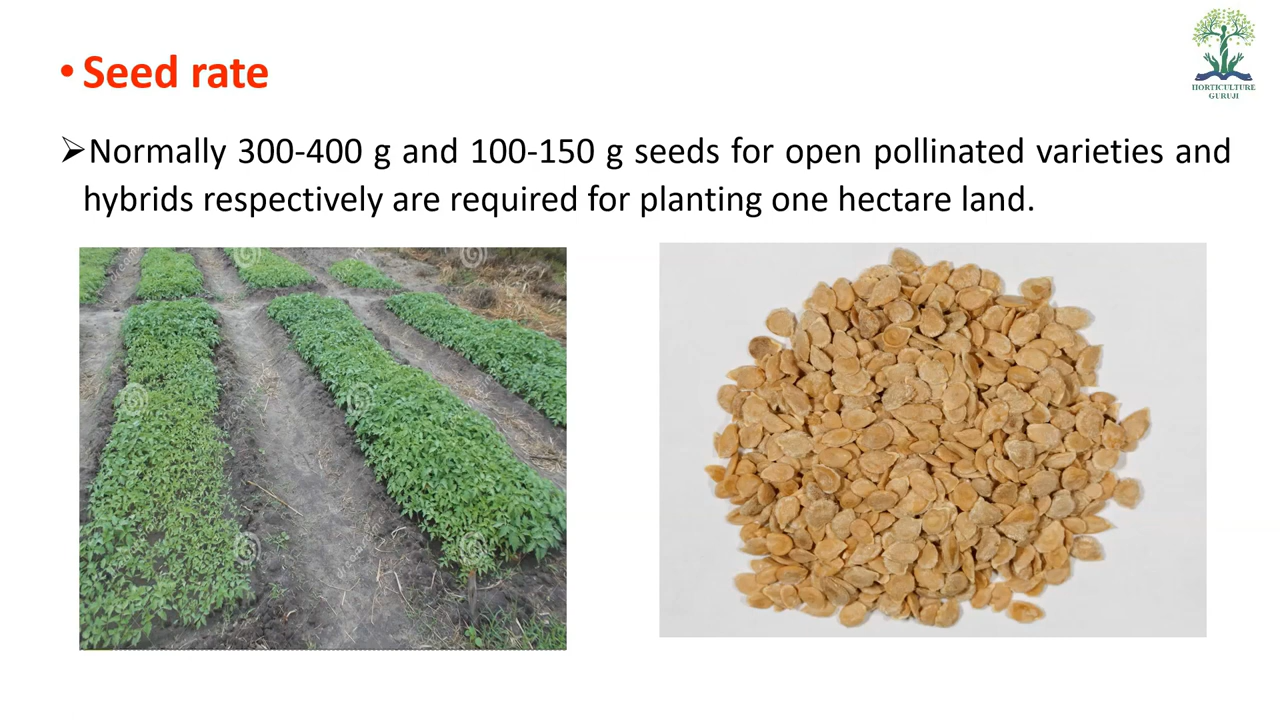 • Seed rate
HORTICULTURE
GURUJI
➢Normally 300-400 g and 100-150 g seeds for open pollinated varieties and
hybrids respectively are required for planting one hectare land.